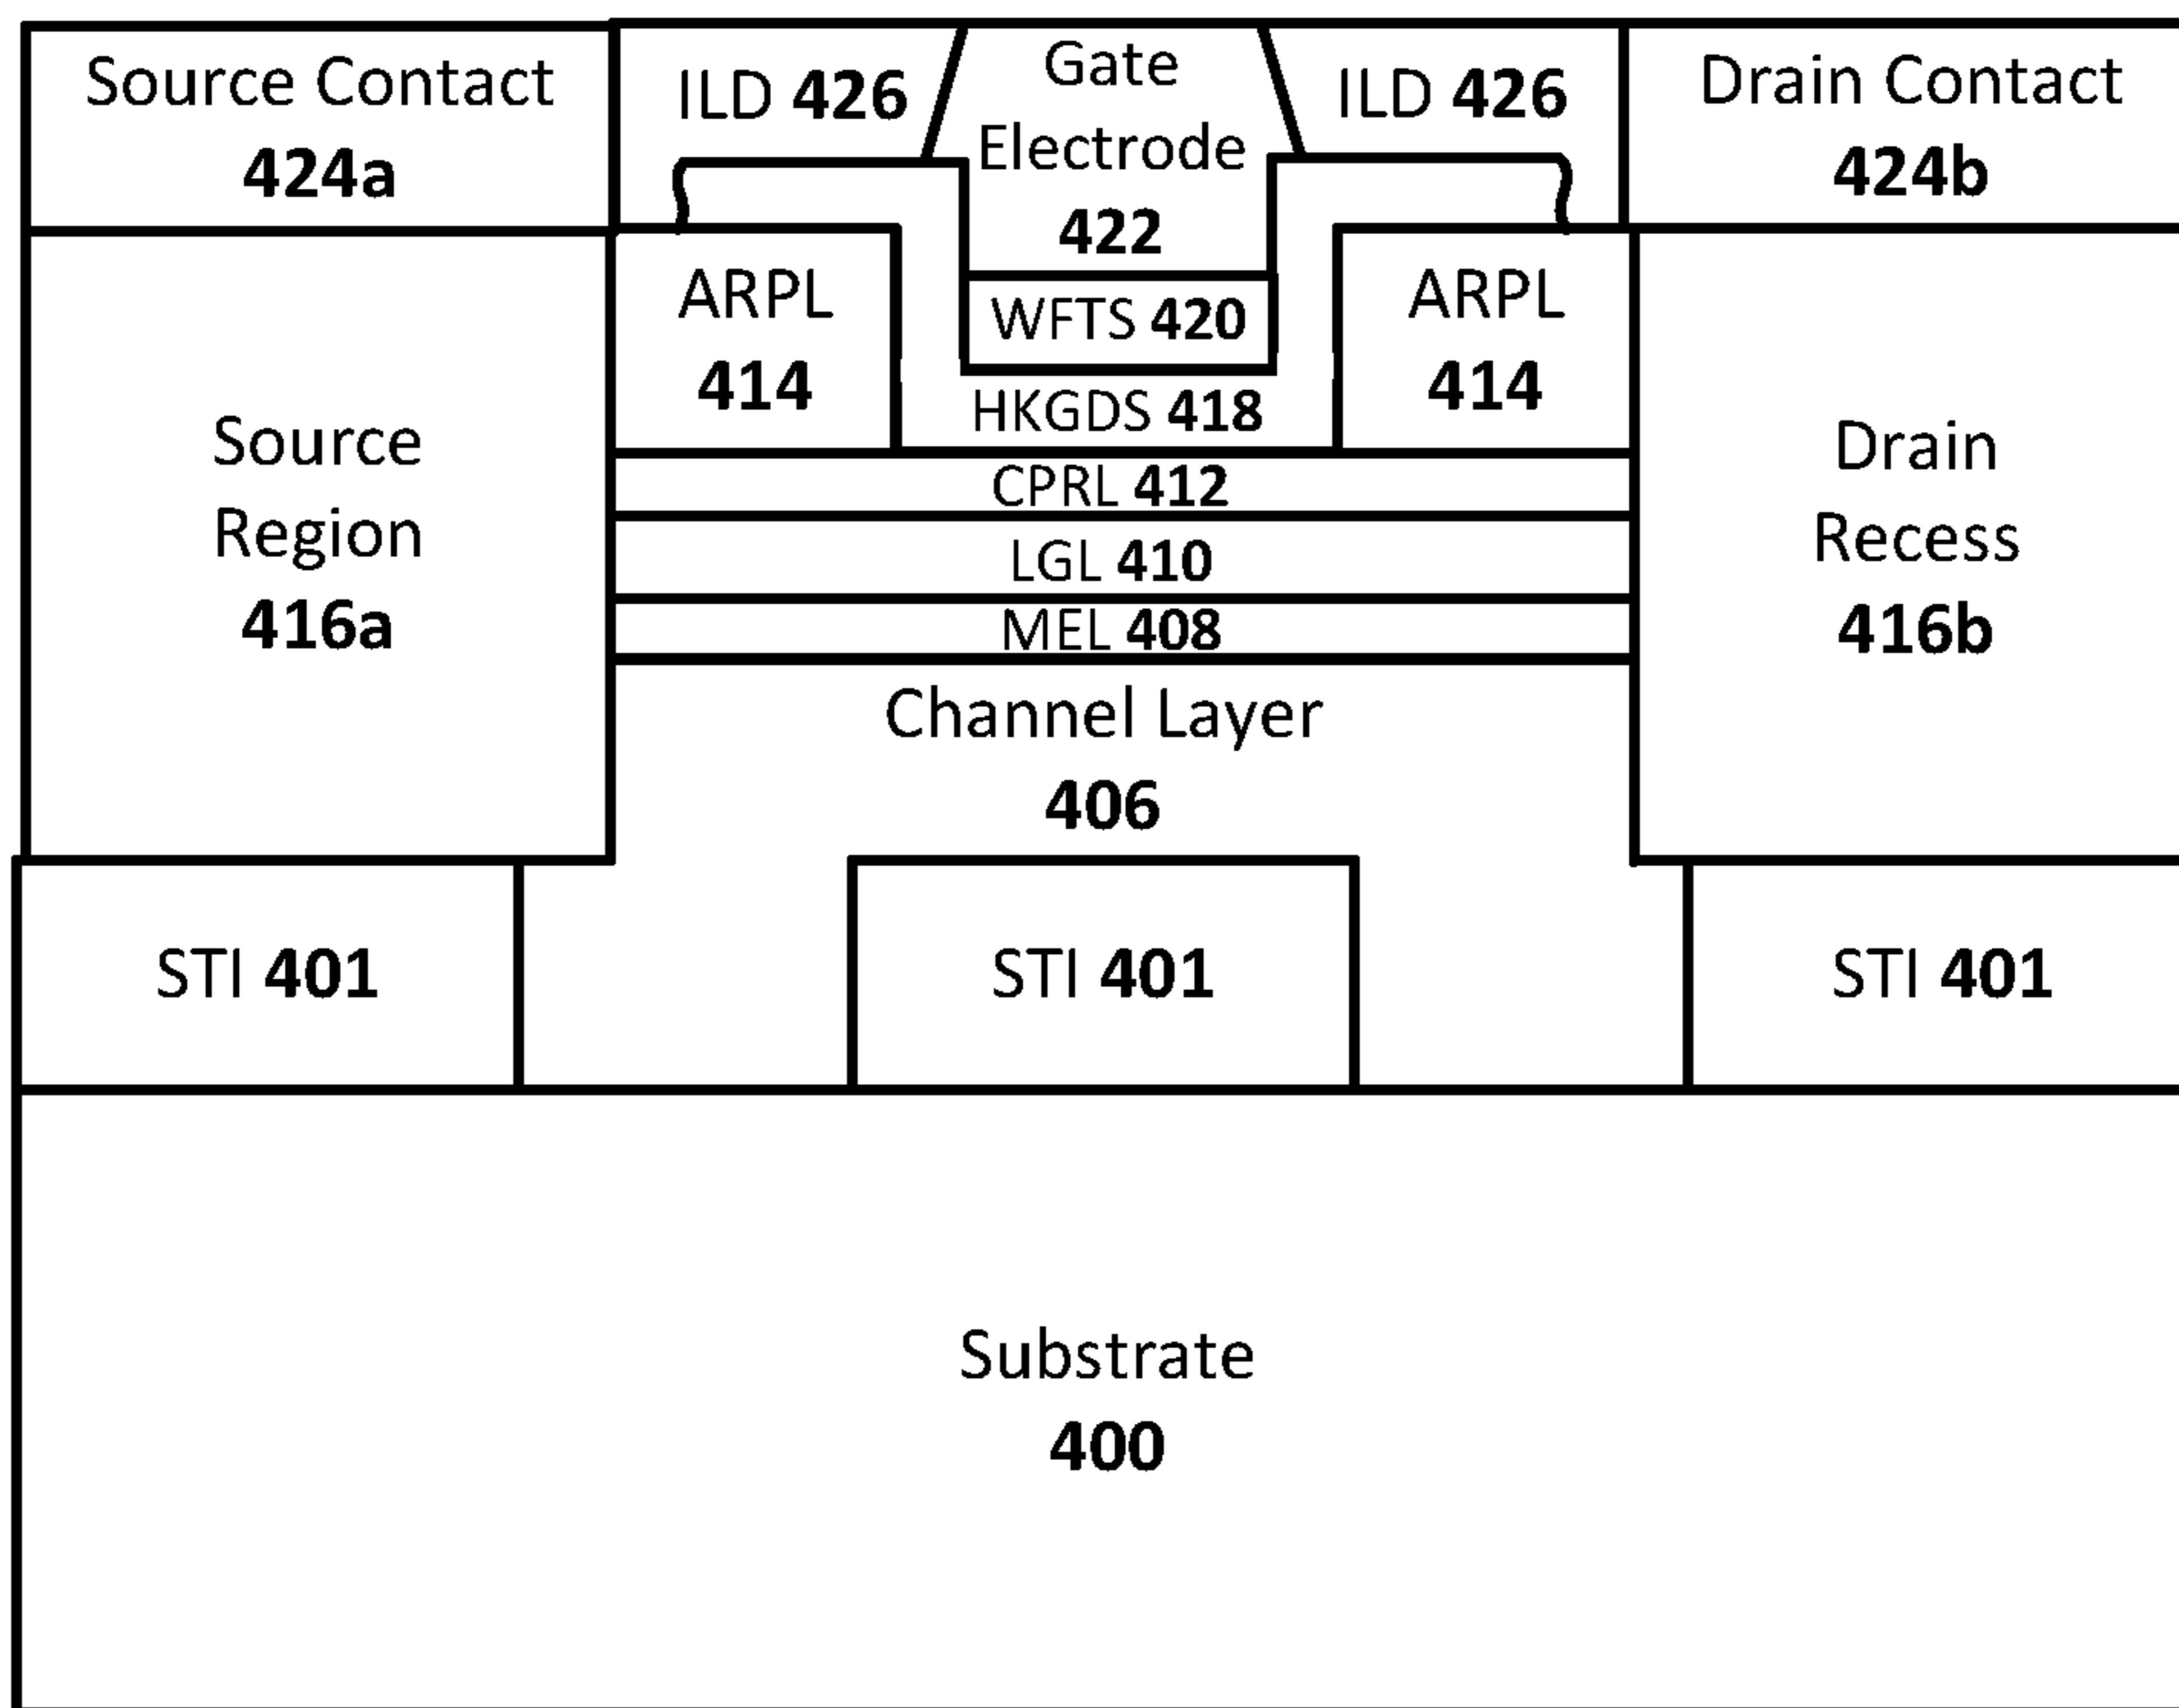 Source Contact
424a
ILD 426
Gate
Electrode
422
ILD 426
Drain Contact
424b
Source
Region
416a
ARPL
414
WFTS 420
HKGDS 418
ARPL
414
CPRL 412
LGL 410
MEL 408
Drain
Recess
416b
Channel Layer
406
STI 401
STI 401
STI 401
Substrate
400